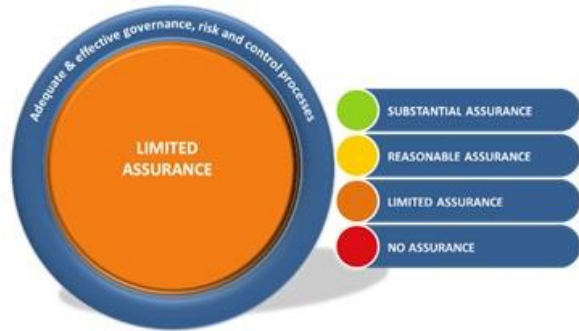 Adequate & effective governance, risk and control processes
LIMITED
ASSURANCE
SUBSTANTIAL ASSURANCE
REASONABLE ASSURANCE
LIMITED ASSURANCE
NO ASSURANCE